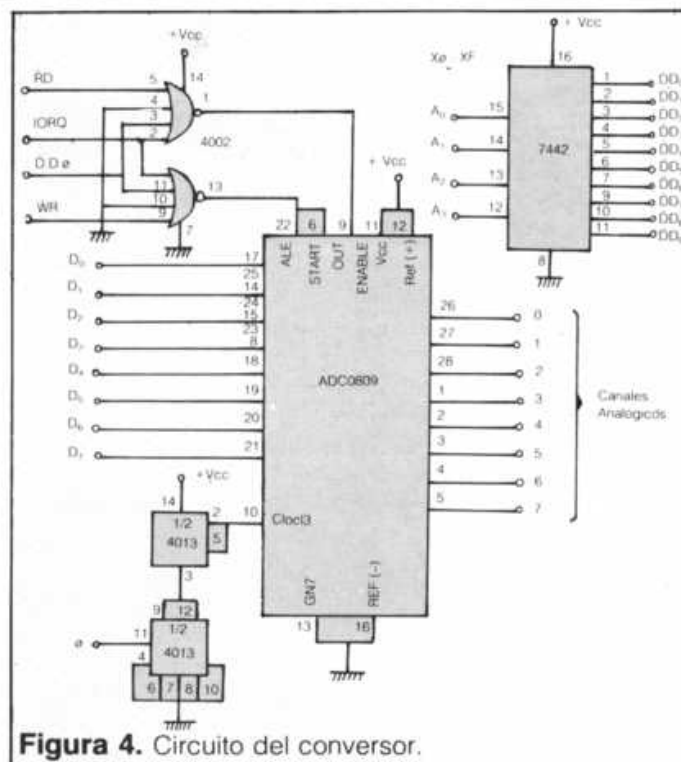 +Vcc
RD
5
14
4
1
IORQ
3
2
4002
D.D.ø
11
13
10
WR
9
7
Xø_ XF
+ Vcc
16
A₀
15
1
DD
A₁
14
2
DD
A₂
13
3
DD
A₃
12
4
DD
7442
5
DD
6
DD
7
DD
9
DD
10
DD
11
DD
8
+ Vcc
22
6
9
11
12
ALE
START
OUT
ENABLE
Vcc
Ref (+)
D₀
17
25
D₁
14
24
D₂
15
23
8
D₄
18
D₅
19
D₆
20
D₇
21
ADC0809
26
0
27
1
28
2
1
3
2
4
3
5
4
6
5
7
Canales
Analógicos
+Vcc
14
1/2
4013
2
5
10
Clocl3
3
9
12
ø
11
1/2
4013
4
6
7
8
10
GN7
REF (-)
13
16
Figura 4. Circuito del conversor.